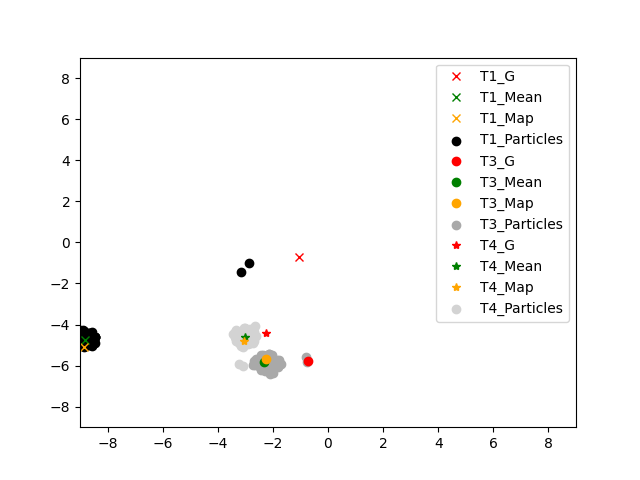 8
6
4
2
0
−2
−4
−6
−8
−8 −6 −4 −2 0 2 4 6 8
T1_G
T1_Mean
T1_Map
T1_Particles
T3_G
T3_Mean
T3_Map
T3_Particles
T4_G
T4_Mean
T4_Map
T4_Particles